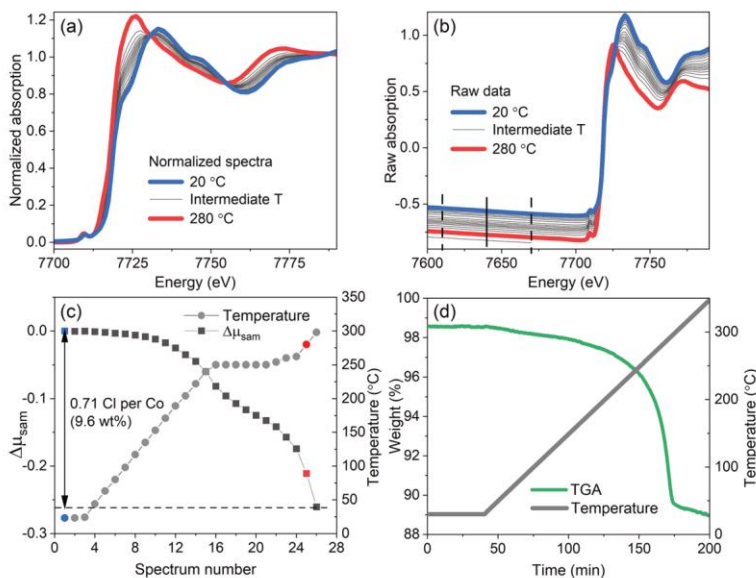 (a)
Normalized absorption
1.2
1.0
0.8
0.6
0.4
0.2
0.0
Normalized spectra
20 °C
Intermediate T
280 °C
7700
7725
7750
7775
Energy (eV)
(b)
Raw absorption
1.0
0.5
0.0
-0.5
Raw data
20 °C
Intermediate T
280 °C
7600
7650
7700
7750
Energy (eV)
(c)
Δμsam
0.0
-0.1
-0.2
-0.3
Temperature
Δμsam
0.71 Cl per Co
(9.6 wt%)
350
300
250
200
150
100
50
0
Temperature (°C)
0
4
8
12
16
20
24
28
Spectrum number
(d)
Weight (%)
100
98
96
94
92
90
88
TGA
Temperature
300
200
100
0
Temperature (°C)
0
50
100
150
200
Time (min)